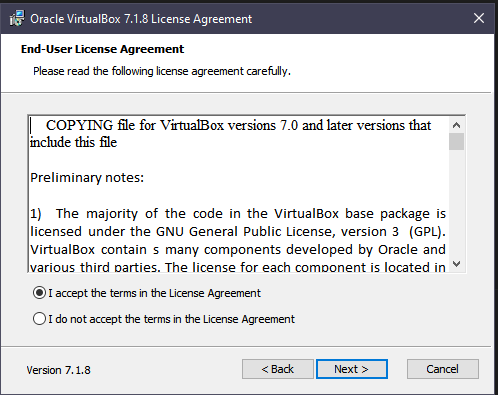 Oracle VirtualBox 7.1.8 License Agreement
End-User License Agreement
Please read the following license agreement carefully.
COPYING file for VirtualBox versions 7.0 and later versions that
include this file
Preliminary notes:
1) The majority of the code in the VirtualBox base package is
licensed under the GNU General Public License, version 3 (GPL).
VirtualBox contain s many components developed by Oracle and
various third parties. The license for each component is located in
I accept the terms in the License Agreement
I do not accept the terms in the License Agreement
Version 7.1.8
< Back
Next >
Cancel